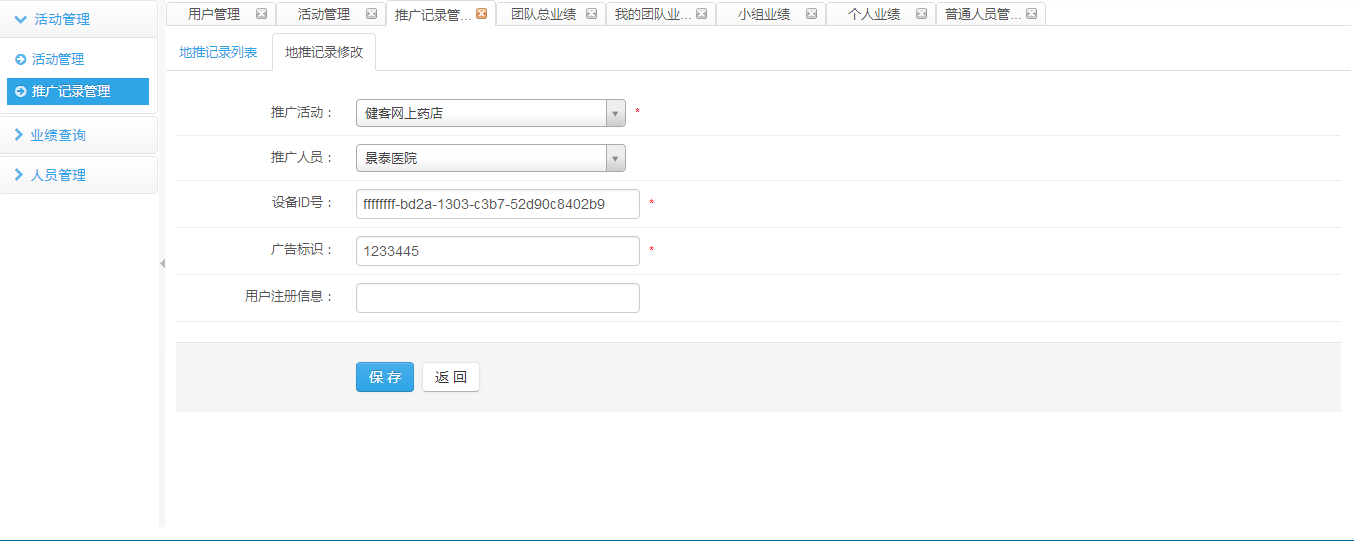 活动管理
活动管理
推广记录管理
业绩查询
人员管理
用户管理 活动管理 推广记录管... 团队总业绩 我的团队业... 小组业绩 个人业绩 普通人员管...
地推记录列表 地推记录修改
推广活动： 健客网上药店 *
推广人员： 景泰医院
设备ID号： ffffffff-bd2a-1303-c3b7-52d90c8402b9 *
广告标识： 1233445 *
用户注册信息：
保 存 返 回